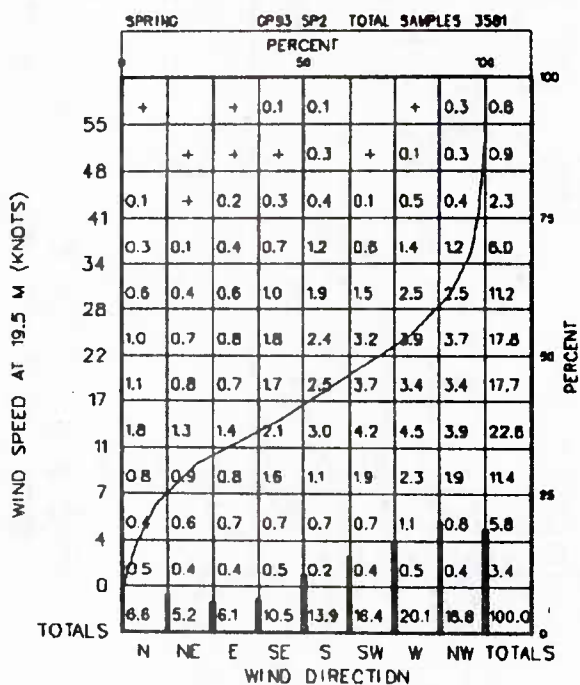 SPRING GP93 SP2 TOTAL SAMPLES 3581
PERCENT
0 50 100
100
+ + 0.1 0.1 + 0.3 0.6
55
+ + + 0.3 + 0.1 0.3 0.9
48
0.1 + 0.2 0.3 0.4 0.1 0.5 0.4 2.3
41 75
0.3 0.1 0.4 0.7 1.2 0.6 1.4 1.2 6.0
34
0.6 0.4 0.6 1.0 1.9 1.5 2.5 2.5 11.2
28
1.0 0.7 0.8 1.8 2.4 3.2 3.9 3.7 17.8
22 50
1.1 0.8 0.7 1.7 2.5 3.7 3.4 3.4 17.7
17
1.8 1.3 1.4 2.1 3.0 4.2 4.5 3.9 22.8
11
0.8 0.9 0.8 1.6 1.1 1.9 2.3 1.9 11.4
7 25
0.4 0.6 0.7 0.7 0.7 0.7 1.1 0.8 5.8
4
0.5 0.4 0.4 0.5 0.2 0.4 0.5 0.4 3.4
0
6.6 5.2 6.1 10.5 13.9 16.4 20.1 18.8 100.0
TOTALS 0
N NE E SE S SW W NW TOTALS
WIND DIRECTION
WIND SPEED AT 19.5 M (KNOTS)
PERCENT